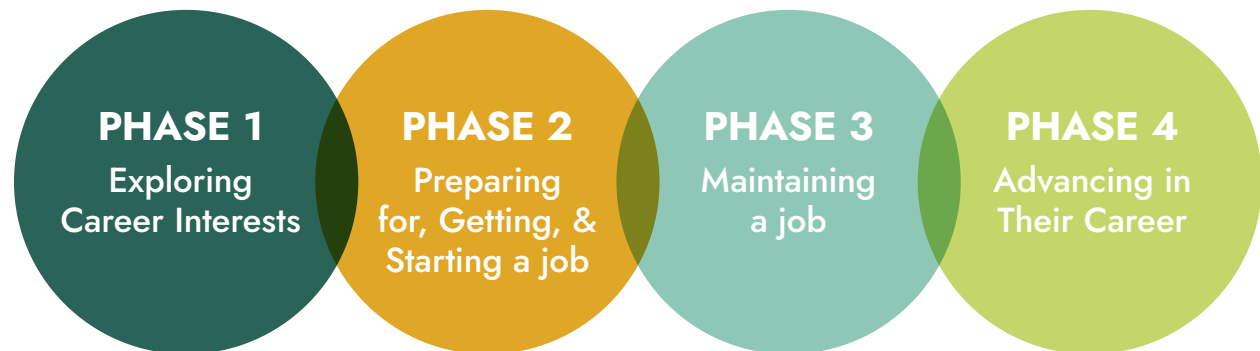 PHASE 1
Exploring
Career Interests
PHASE 2
Preparing
for, Getting, &
Starting a job
PHASE 3
Maintaining
a job
PHASE 4
Advancing in
Their Career